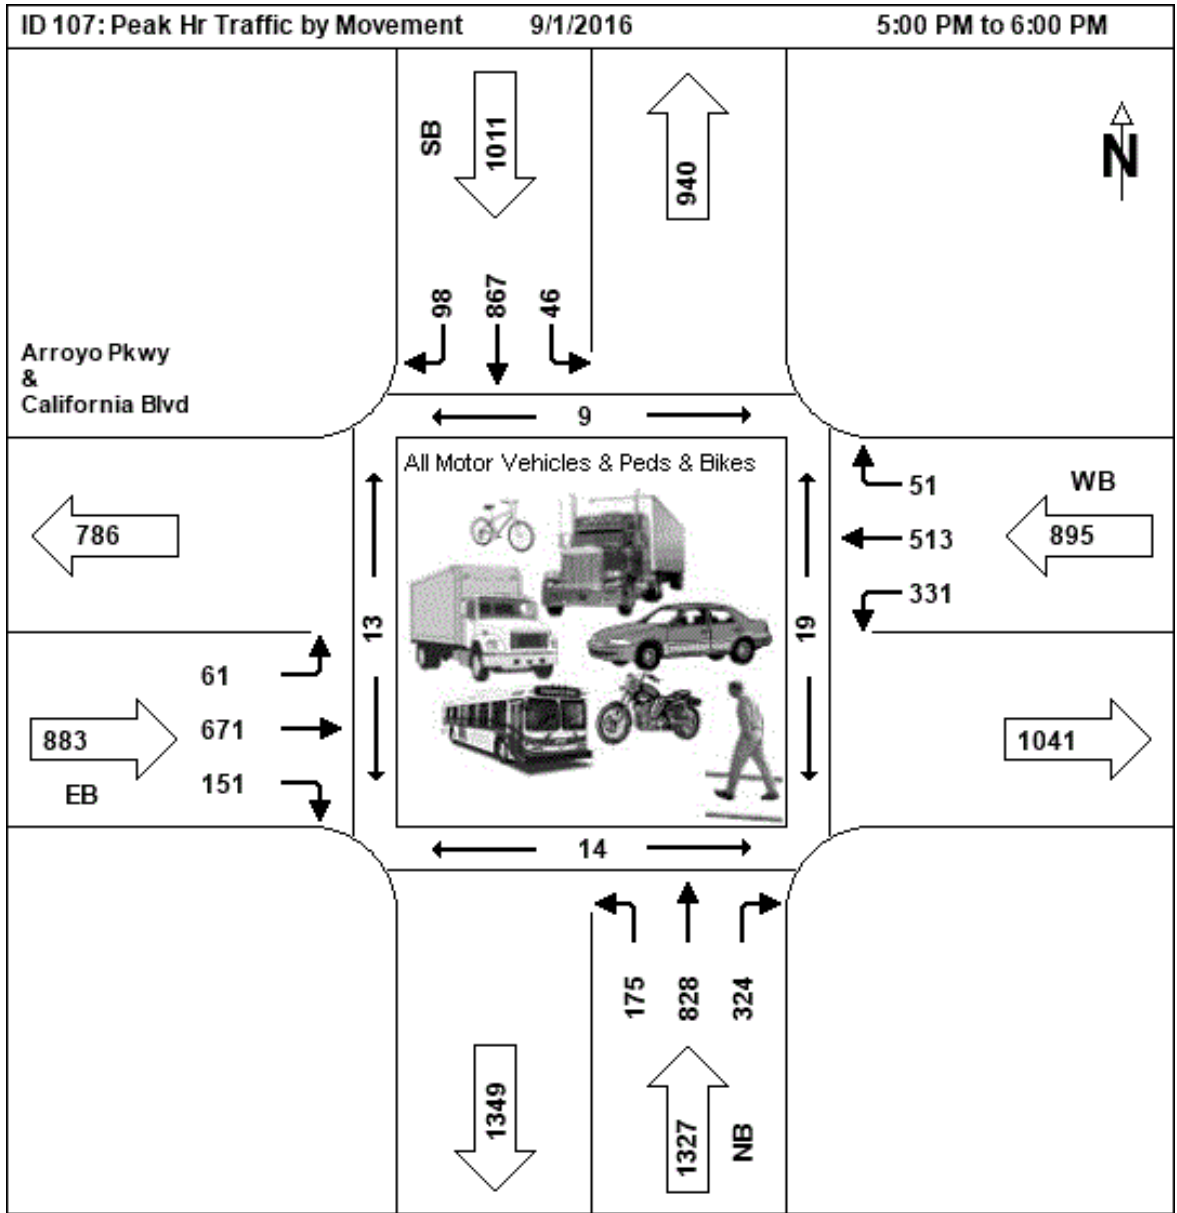 ID 107: Peak Hr Traffic by Movement 9/1/2016 5:00 PM to 6:00 PM
SB
1011
940
N
98 867 46
Arroyo Pkwy
&
California Blvd
9
All Motor Vehicles & Peds & Bikes
51
WB
786
513
895
331
13
19
61
671
883
1041
151
EB
14
175 828 324
1349
1327
NB